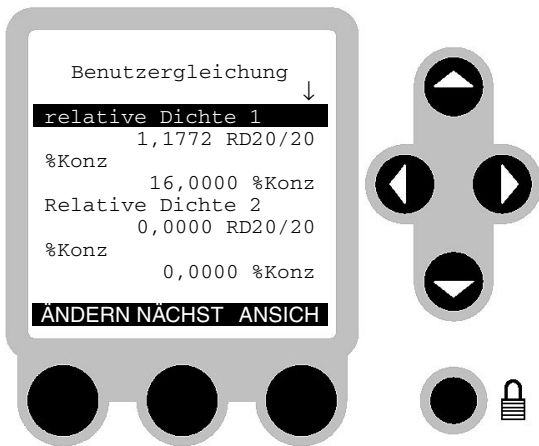 Benutzergleichung
↓
relative Dichte 1
1,1772 RD20/20
%Konz
16,0000 %Konz
Relative Dichte 2
0,0000 RD20/20
%Konz
0,0000 %Konz
ÄNDERN NÄCHST ANSICH